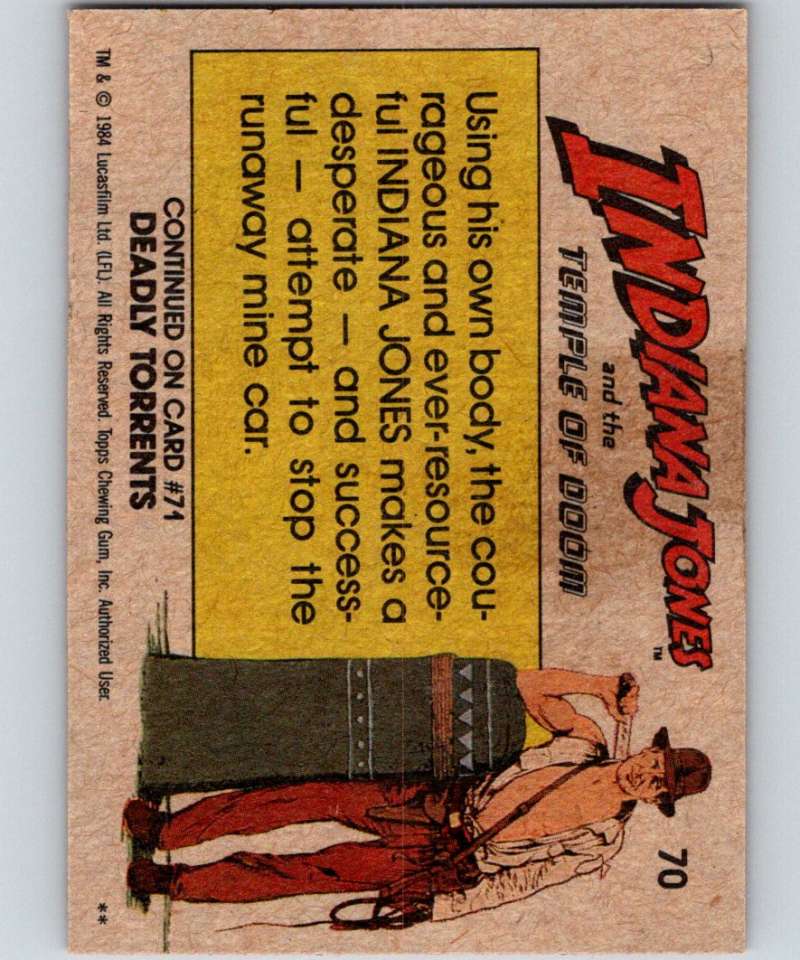 INDIANA JONES™
and the
TEMPLE OF DOOM
70
Using his own body, the cou-
rageous and ever-resource-
ful INDIANA JONES makes a
desperate — and success-
ful — attempt to stop the
runaway mine car.
CONTINUED ON CARD #71
DEADLY TORRENTS
TM & © 1984 Lucasfilm Ltd. (LFL). All Rights Reserved. Topps Chewing Gum, Inc. Authorized User. **